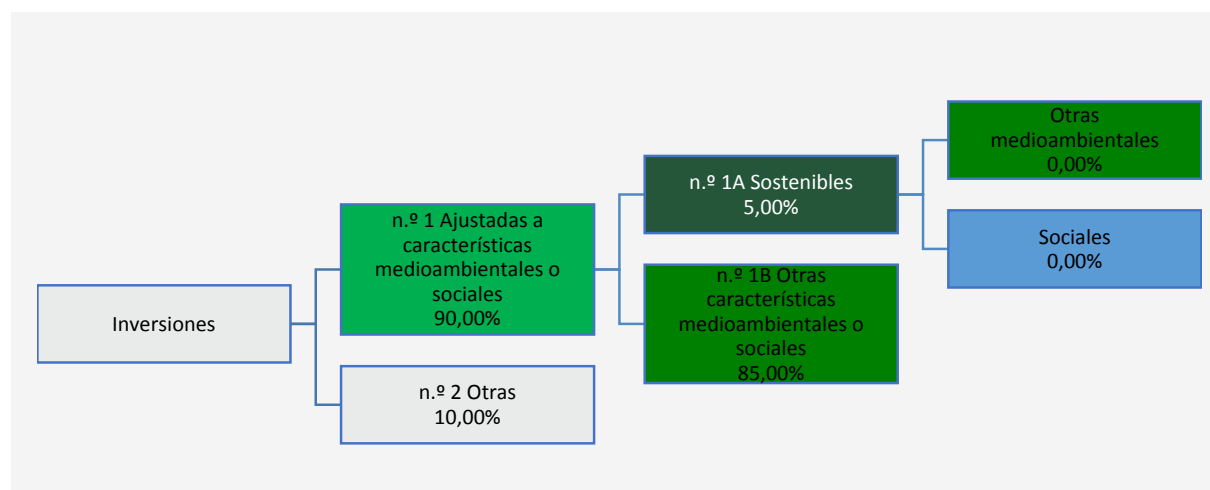 Inversiones
n.º 1 Ajustadas a
características
medioambientales o
sociales
90,00%
n.º 2 Otras
10,00%
n.º 1A Sostenibles
5,00%
n.º 1B Otras
características
medioambientales o
sociales
85,00%
Otras
medioambientales
0,00%
Sociales
0,00%